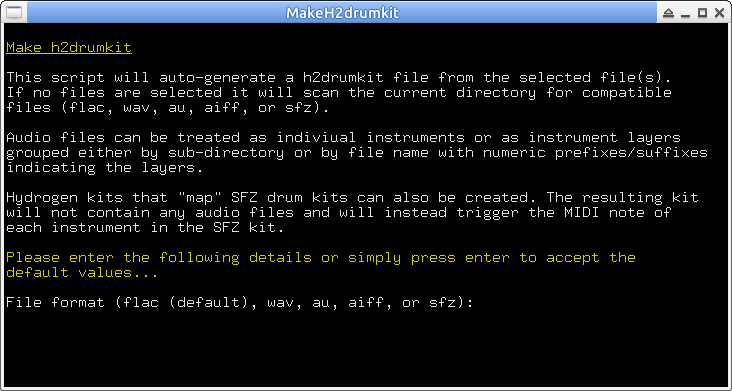 MakeH2drumkit
Make h2drumkit
This script will auto-generate a h2drumkit file from the selected file(s).
If no files are selected it will scan the current directory for compatible
files (flac, wav, au, aiff, or sfz).
Audio files can be treated as indiviual instruments or as instrument layers
grouped either by sub-directory or by file name with numeric prefixes/suffixes
indicating the layers.
Hydrogen kits that "map" SFZ drum kits can also be created. The resulting kit
will not contain any audio files and will instead trigger the MIDI note of
each instrument in the SFZ kit.
Please enter the following details or simply press enter to accept the
default values...
File format (flac (default), wav, au, aiff, or sfz):